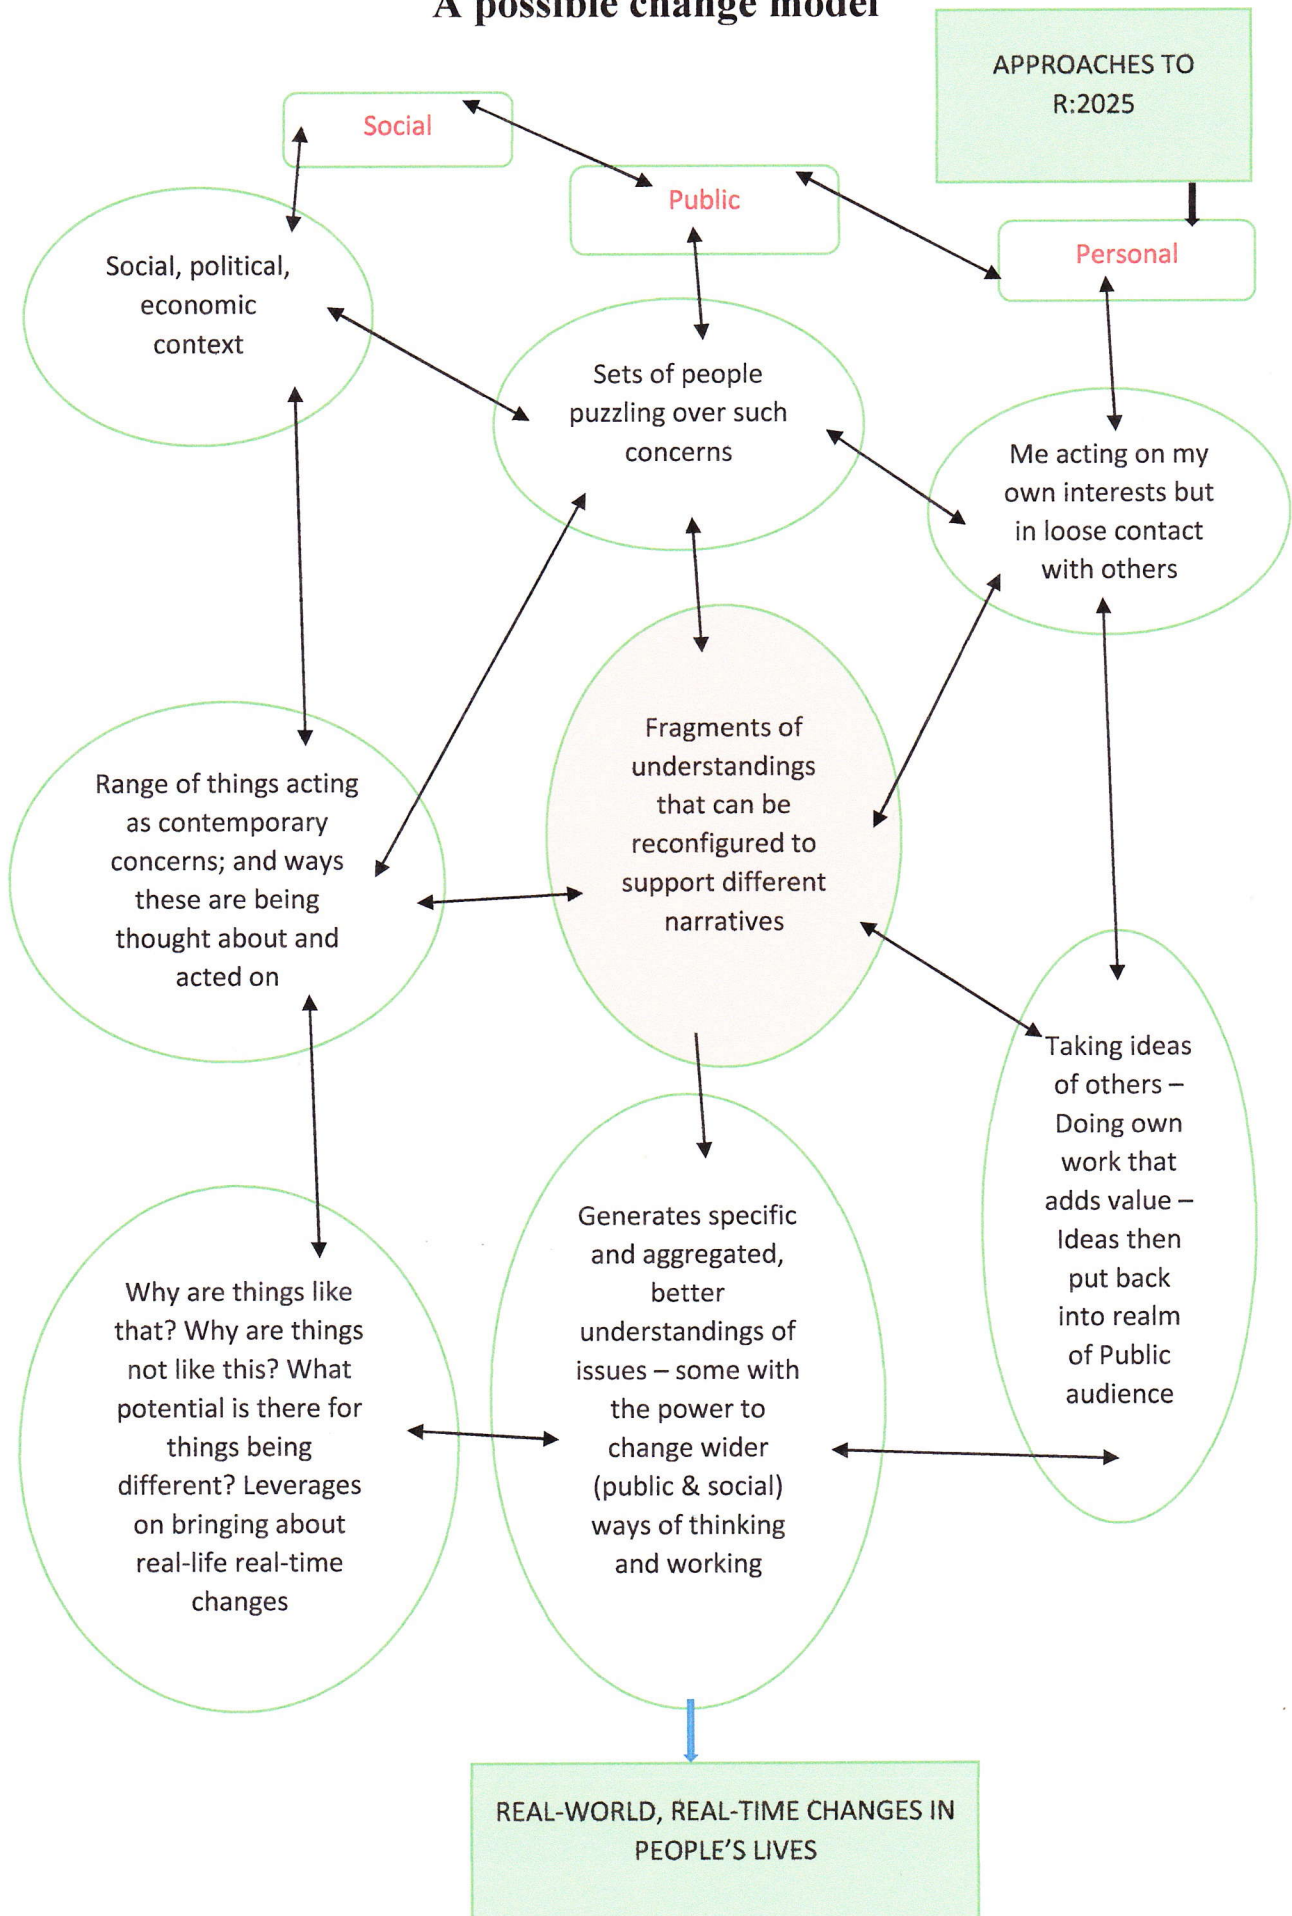 A possible change model
APPROACHES TO
R:2025
Social
Public
Personal
Social, political,
economic
context
Sets of people
puzzling over such
concerns
Me acting on my
own interests but
in loose contact
with others
Fragments of
understandings
that can be
reconfigured to
support different
narratives
Range of things acting
as contemporary
concerns; and ways
these are being
thought about and
acted on
Taking ideas
of others –
Doing own
work that
adds value –
Ideas then
put back
into realm
of Public
audience
Generates specific
and aggregated,
better
understandings of
issues – some with
the power to
change wider
(public & social)
ways of thinking
and working
Why are things like
that? Why are things
not like this? What
potential is there for
things being
different? Leverages
on bringing about
real-life real-time
changes
REAL-WORLD, REAL-TIME CHANGES IN
PEOPLE'S LIVES